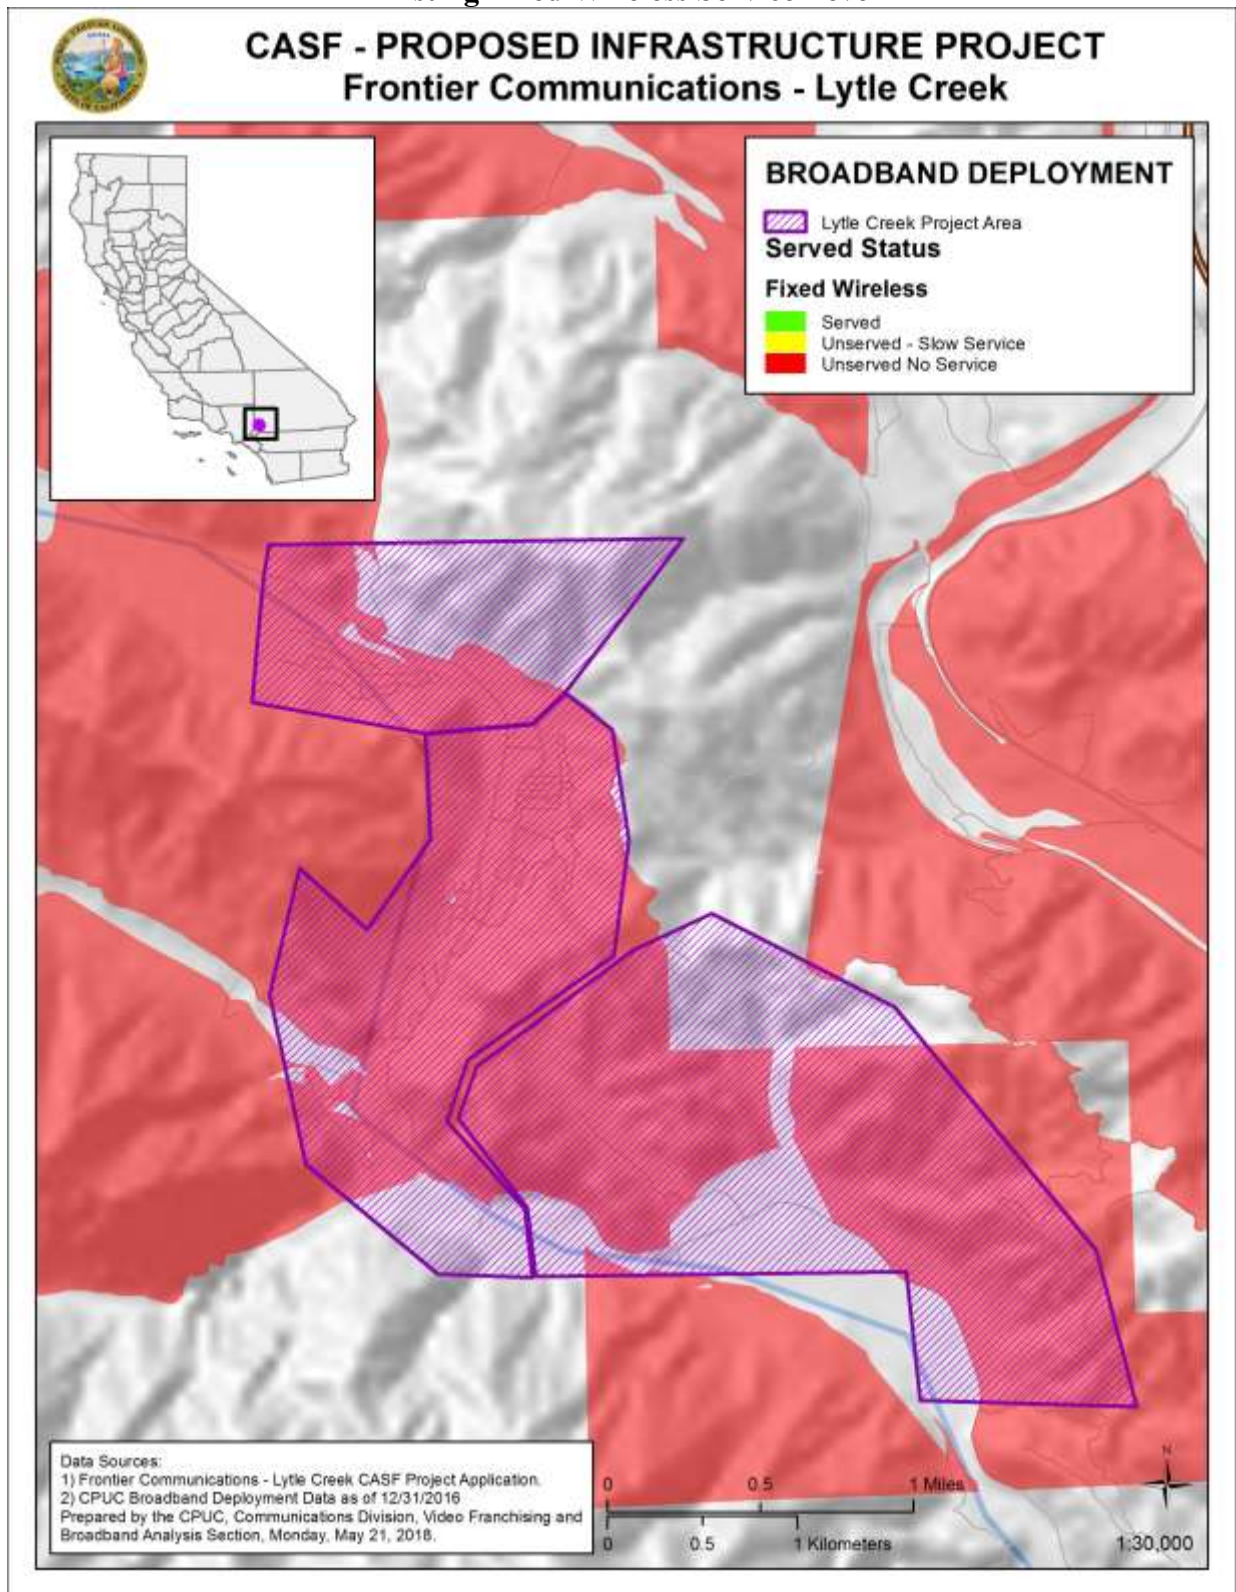 CASF - PROPOSED INFRASTRUCTURE PROJECT
Frontier Communications - Lytle Creek
BROADBAND DEPLOYMENT
Lytle Creek Project Area
Served Status
Fixed Wireless
Served
Unserved - Slow Service
Unserved No Service
Data Sources:
1) Frontier Communications - Lytle Creek CASF Project Application.
2) CPUC Broadband Deployment Data as of 12/31/2016
Prepared by the CPUC, Communications Division, Video Franchising and
Broadband Analysis Section, Monday, May 21, 2018.
0 0.5 1 Miles
0 0.5 1 Kilometers
N
1:30,000